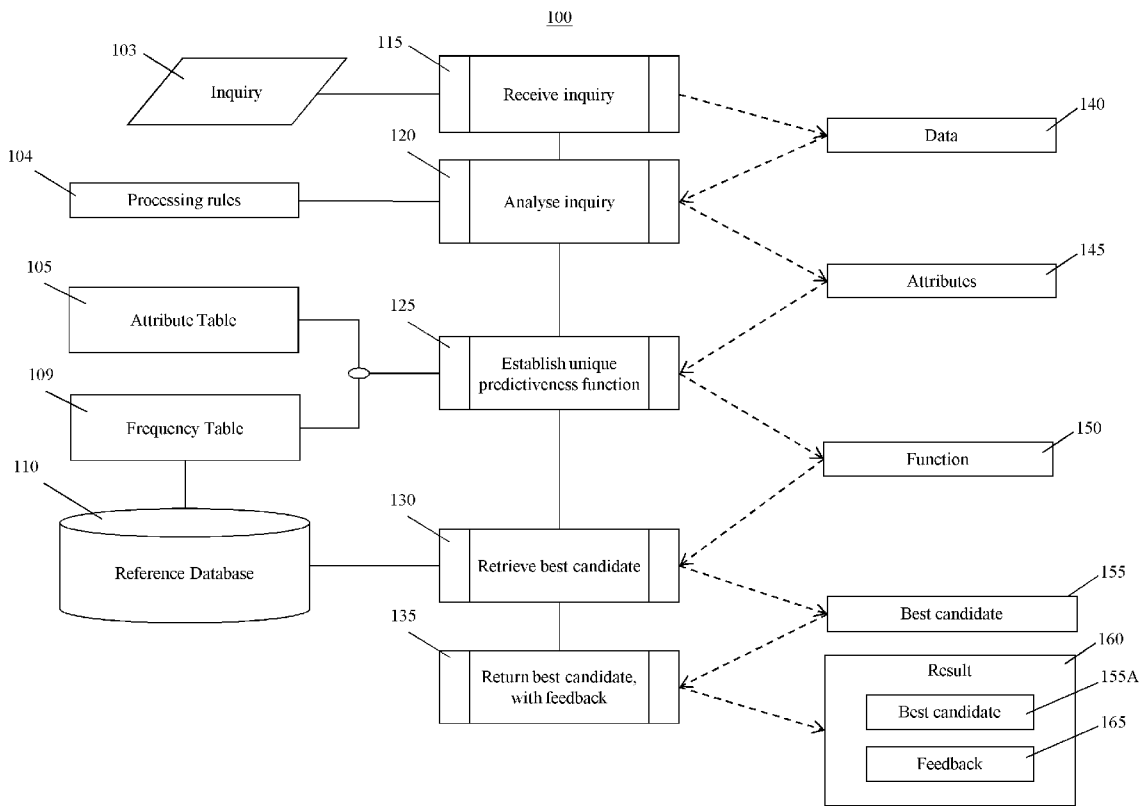 100
103
Inquiry
115
Receive inquiry
140
Data
104
Processing rules
120
Analyse inquiry
145
Attributes
105
Attribute Table
125
Establish unique
predictiveness function
109
Frequency Table
150
Function
110
Reference Database
130
Retrieve best candidate
155
Best candidate
135
Return best candidate,
with feedback
160
Result
155A
Best candidate
165
Feedback